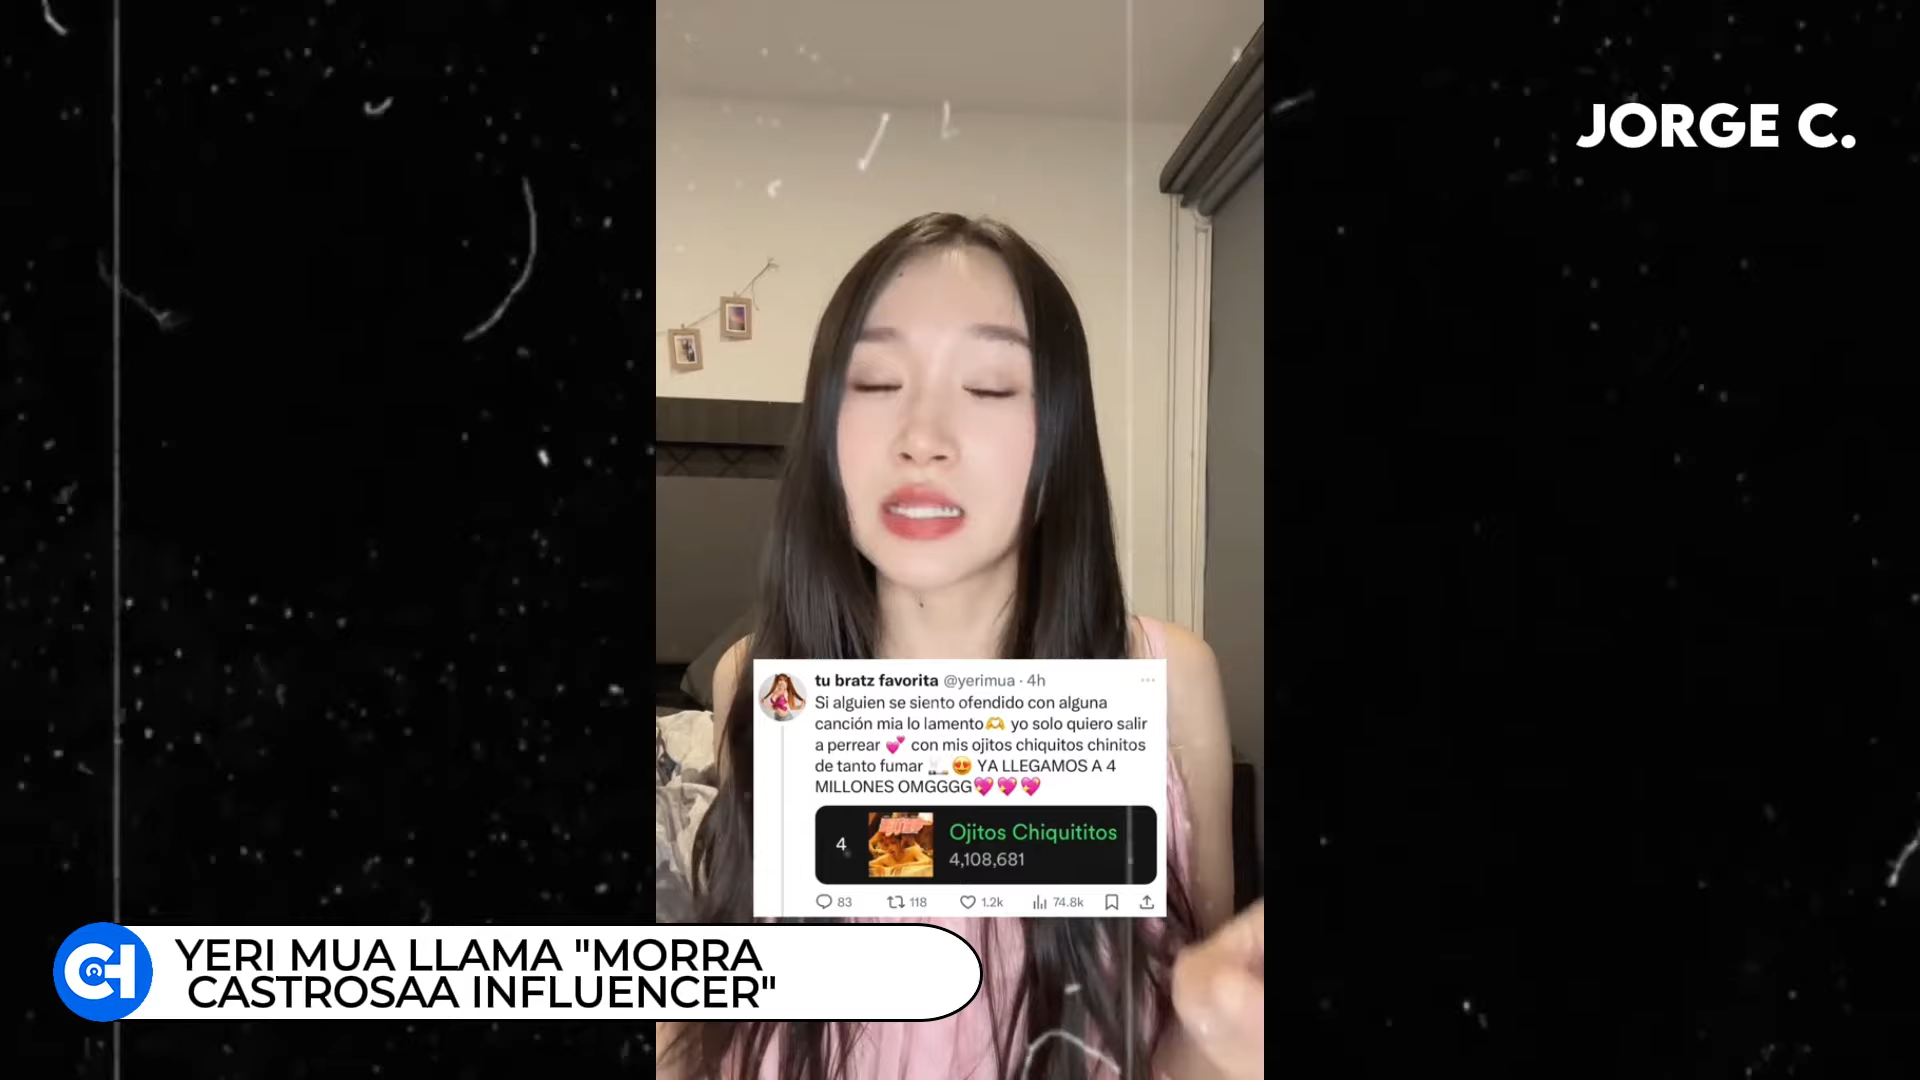 JORGE C.
tu bratz favorita @yerimua · 4h
Si alguien se siento ofendido con alguna
canción mia lo lamento🫶 yo solo quiero salir
a perrear 💕 con mis ojitos chiquitos chinitos
de tanto fumar 🚬😍 YA LLEGAMOS A 4
MILLONES OMGGGG💖💖💖
4
Ojitos Chiquititos
4,108,681
83 118 1.2k 74.8k
YERI MUA LLAMA "MORRA
CASTROSAA INFLUENCER"